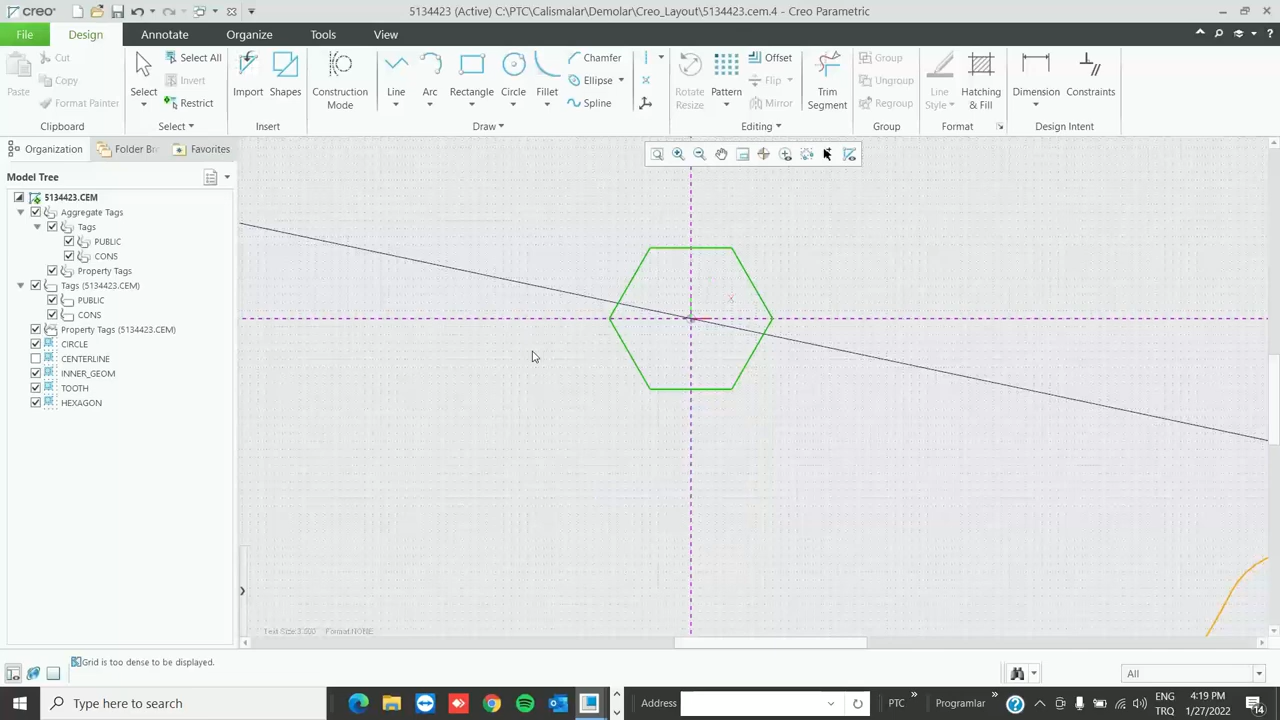 creo
5134423 (Active) C:\PTC\Calismalar\Demolar\Creo_Layout\5134423.cem.4 - Creo Parametric
File
Design
Annotate
Organize
Tools
View
Paste
Cut
Copy
Format Painter
Clipboard
Select
Select All
Invert
Restrict
Select
Import
Shapes
Insert
Construction
Mode
Line
Arc
Rectangle
Circle
Fillet
Chamfer
Ellipse
Spline
Draw
Rotate
Resize
Pattern
Offset
Flip
Mirror
Trim
Segment
Editing
Group
Ungroup
Regroup
Group
Line
Style
Hatching
& Fill
Format
Dimension
Constraints
Design Intent
Organization
Folder Br
Favorites
Model Tree
5134423.CEM
Aggregate Tags
Tags
PUBLIC
CONS
Property Tags
Tags (5134423.CEM)
PUBLIC
CONS
Property Tags (5134423.CEM)
CIRCLE
CENTERLINE
INNER_GEOM
TOOTH
HEXAGON
Text Size:3.000 Format:NONE
Grid is too dense to be displayed.
All
Type here to search
Address
PTC
Programlar
ENG
TRQ
4:19 PM
1/27/2022
14